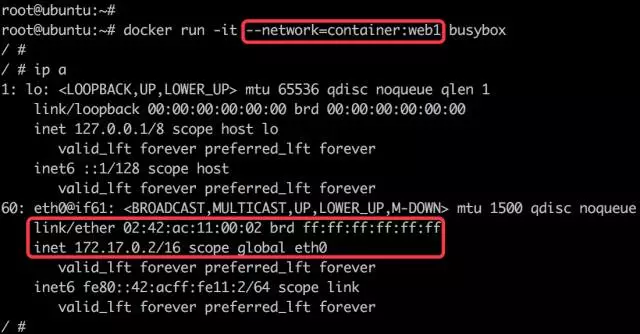 root@ubuntu:~#
root@ubuntu:~# docker run -it --network=container:web1 busybox
/ #
/ # ip a
1: lo: <LOOPBACK,UP,LOWER_UP> mtu 65536 qdisc noqueue qlen 1
link/loopback 00:00:00:00:00:00 brd 00:00:00:00:00:00
inet 127.0.0.1/8 scope host lo
valid_lft forever preferred_lft forever
inet6 ::1/128 scope host
valid_lft forever preferred_lft forever
60: eth0@if61: <BROADCAST,MULTICAST,UP,LOWER_UP,M-DOWN> mtu 1500 qdisc noqueue
link/ether 02:42:ac:11:00:02 brd ff:ff:ff:ff:ff:ff
inet 172.17.0.2/16 scope global eth0
valid_lft forever preferred_lft forever
inet6 fe80::42:acff:fe11:2/64 scope link
valid_lft forever preferred_lft forever
/ #